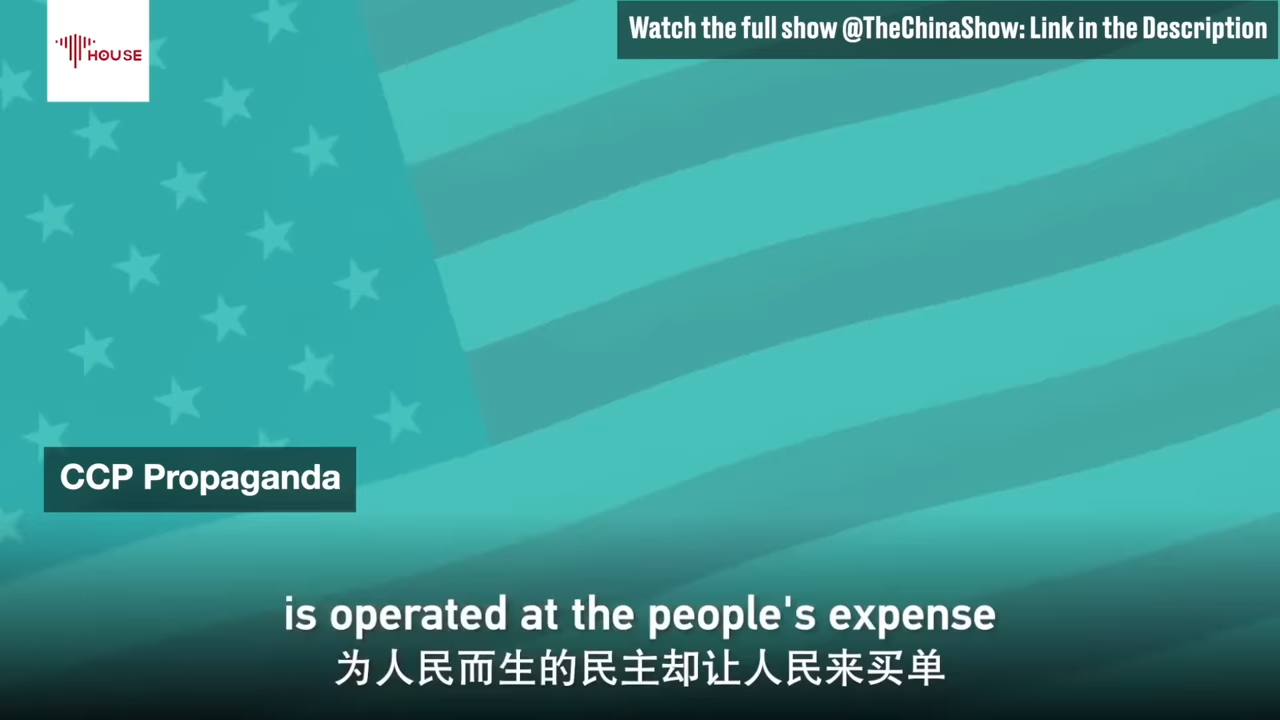 HOUSE
Watch the full show @TheChinaShow: Link in the Description
CCP Propaganda
is operated at the people's expense
为人民而生的民主却让人民来买单